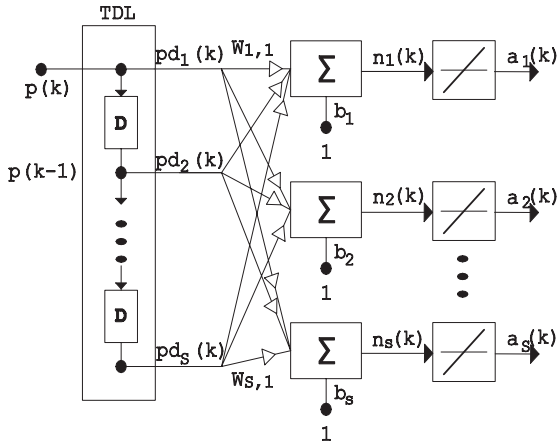 TDL
p(k)
pd1(k)
W1,1
Σ
n1(k)
a1(k)
D
b1
1
p(k-1)
pd2(k)
Σ
n2(k)
a2(k)
b2
1
D
pds(k)
WS,1
Σ
ns(k)
aS(k)
bs
1